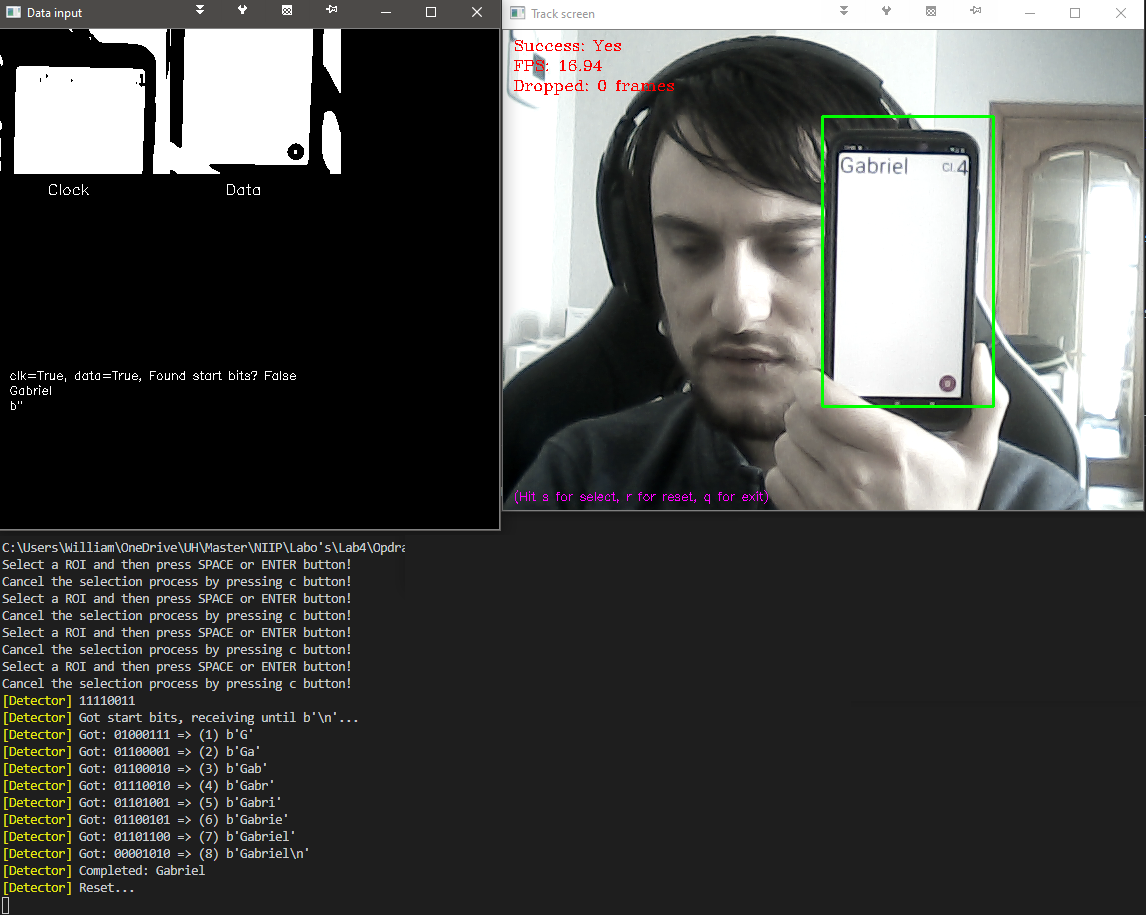 Data input
Clock
Data
clk=True, data=True, Found start bits? False
Gabriel
b''
Track screen
Success: Yes
FPS: 16.94
Dropped: 0 frames
Gabriel
Cl.4
(Hit s for select, r for reset, q for exit)
C:\Users\William\OneDrive\UH\Master\NIIP\Labo's\Lab4\Opdra
Select a ROI and then press SPACE or ENTER button!
Cancel the selection process by pressing c button!
Select a ROI and then press SPACE or ENTER button!
Cancel the selection process by pressing c button!
Select a ROI and then press SPACE or ENTER button!
Cancel the selection process by pressing c button!
Select a ROI and then press SPACE or ENTER button!
Cancel the selection process by pressing c button!
[Detector] 11110011
[Detector] Got start bits, receiving until b'\n'...
[Detector] Got: 01000111 => (1) b'G'
[Detector] Got: 01100001 => (2) b'Ga'
[Detector] Got: 01100010 => (3) b'Gab'
[Detector] Got: 01110010 => (4) b'Gabr'
[Detector] Got: 01101001 => (5) b'Gabri'
[Detector] Got: 01100101 => (6) b'Gabrie'
[Detector] Got: 01101100 => (7) b'Gabriel'
[Detector] Got: 00001010 => (8) b'Gabriel\n'
[Detector] Completed: Gabriel
[Detector] Reset...